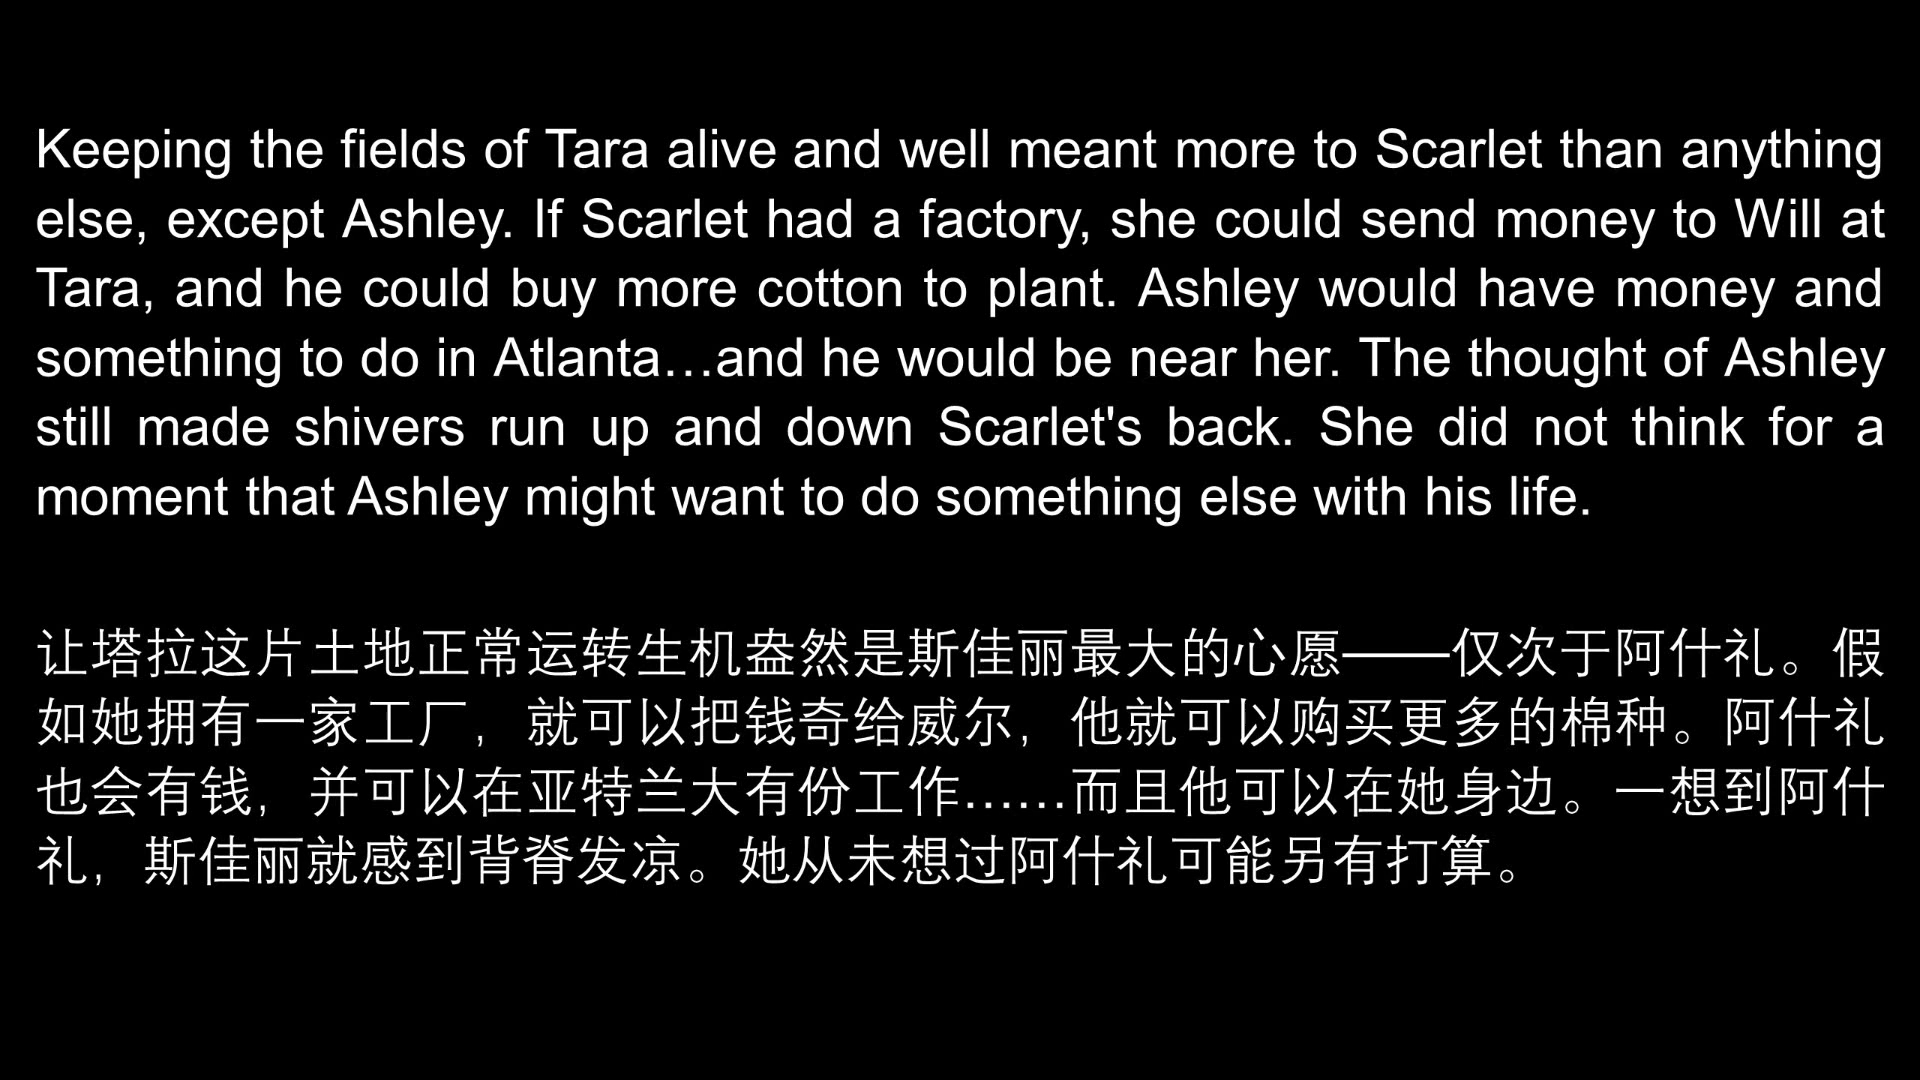 Keeping the fields of Tara alive and well meant more to Scarlet than anything
else, except Ashley. If Scarlet had a factory, she could send money to Will at
Tara, and he could buy more cotton to plant. Ashley would have money and
something to do in Atlanta…and he would be near her. The thought of Ashley
still made shivers run up and down Scarlet's back. She did not think for a
moment that Ashley might want to do something else with his life.
让塔拉这片土地正常运转生机盎然是斯佳丽最大的心愿——仅次于阿什礼。假
如她拥有一家工厂，就可以把钱奇给威尔，他就可以购买更多的棉种。阿什礼
也会有钱，并可以在亚特兰大有份工作……而且他可以在她身边。一想到阿什
礼，斯佳丽就感到背脊发凉。她从未想过阿什礼可能另有打算。